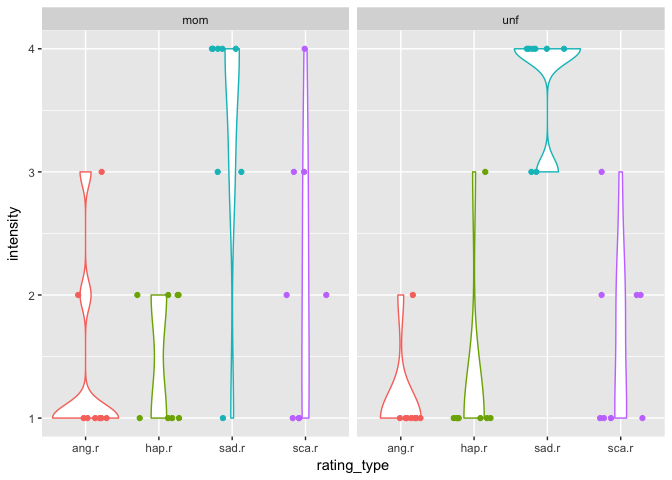 mom unf
intensity
4
3
2
1
ang.r hap.r sad.r sca.r ang.r hap.r sad.r sca.r
rating_type